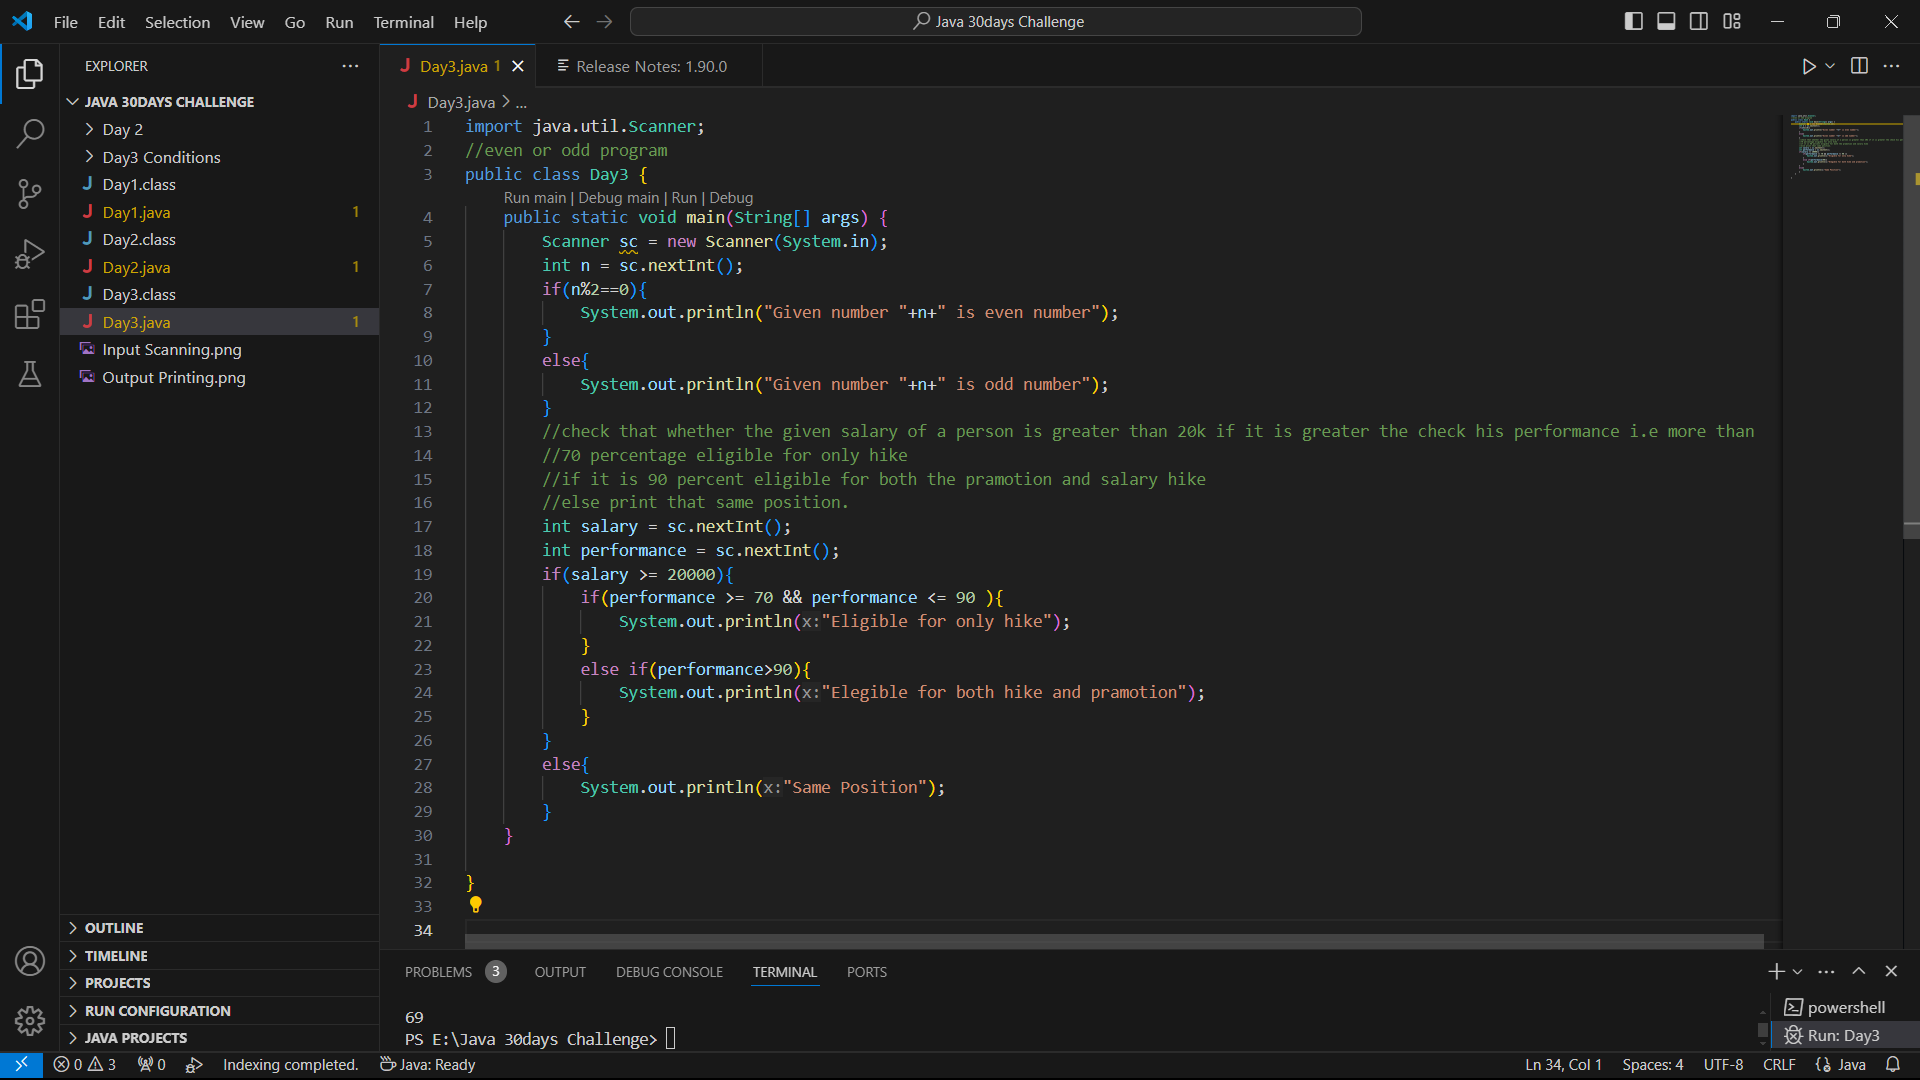 File Edit Selection View Go Run Terminal Help
Java 30days Challenge
EXPLORER
JAVA 30DAYS CHALLENGE
Day 2
Day3 Conditions
Day1.class
Day1.java 1
Day2.class
Day2.java 1
Day3.class
Day3.java 1
Input Scanning.png
Output Printing.png
OUTLINE
TIMELINE
PROJECTS
RUN CONFIGURATION
JAVA PROJECTS
Day3.java 1
Release Notes: 1.90.0
Day3.java > ...
1 import java.util.Scanner;
2 //even or odd program
3 public class Day3 {
Run main | Debug main | Run | Debug
4 public static void main(String[] args) {
5 Scanner sc = new Scanner(System.in);
6 int n = sc.nextInt();
7 if(n%2==0){
8 System.out.println("Given number "+n+" is even number");
9 }
10 else{
11 System.out.println("Given number "+n+" is odd number");
12 }
13 //check that whether the given salary of a person is greater than 20k if it is greater the check his performance i.e more than
14 //70 percentage eligible for only hike
15 //if it is 90 percent eligible for both the pramotion and salary hike
16 //else print that same position.
17 int salary = sc.nextInt();
18 int performance = sc.nextInt();
19 if(salary >= 20000){
20 if(performance >= 70 && performance <= 90 ){
21 System.out.println(x:"Eligible for only hike");
22 }
23 else if(performance>90){
24 System.out.println(x:"Elegible for both hike and pramotion");
25 }
26 }
27 else{
28 System.out.println(x:"Same Position");
29 }
30 }
31
32 }
33
34
PROBLEMS 3 OUTPUT DEBUG CONSOLE TERMINAL PORTS
69
PS E:\Java 30days Challenge>
powershell
Run: Day3
0 3 0 Indexing completed. Java: Ready
Ln 34, Col 1 Spaces: 4 UTF-8 CRLF Java